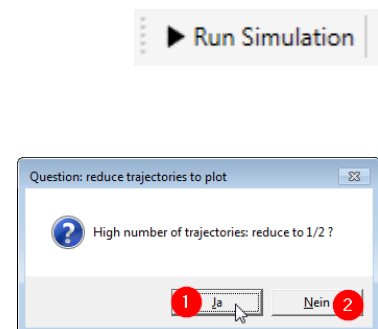 Run Simulation
Question: reduce trajectories to plot
High number of trajectories: reduce to 1/2 ?
1 Ja Nein 2